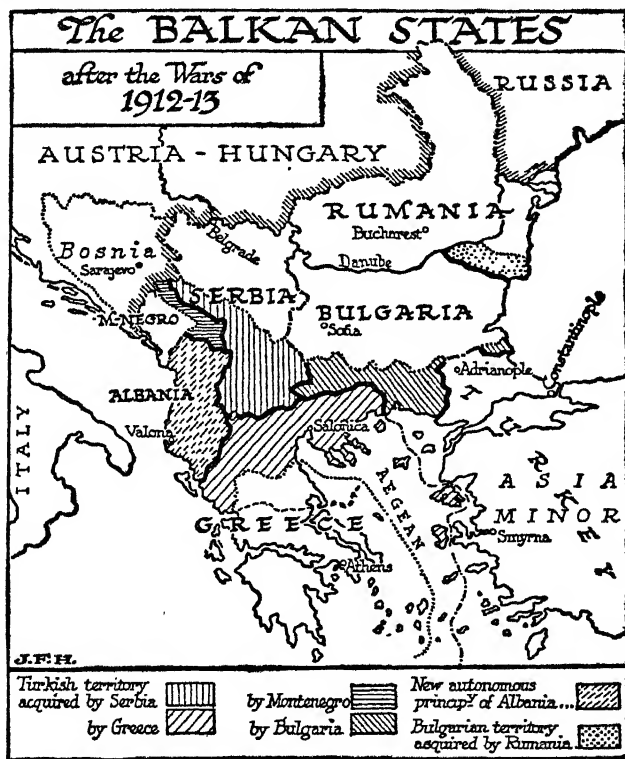 The BALKAN STATES
after the Wars of
1912-13
RUSSIA
AUSTRIA - HUNGARY
RUMANIA
Bucharest
Bosnia
Sarajevo
Belgrade
Danube
SERBIA
M-NEGRO
BULGARIA
Sofia
Constantinople
Adrianople
ALBANIA
TURKEY
ITALY
Valona
Salonica
AEGEAN
ASIA
MINOR
GREECE
Smyrna
Athens
J.F.H.
Turkish territory
acquired by Serbia
by Greece
by Montenegro
by Bulgaria
New autonomous
princip^y. of Albania...
Bulgarian territory
acquired by Rumania.